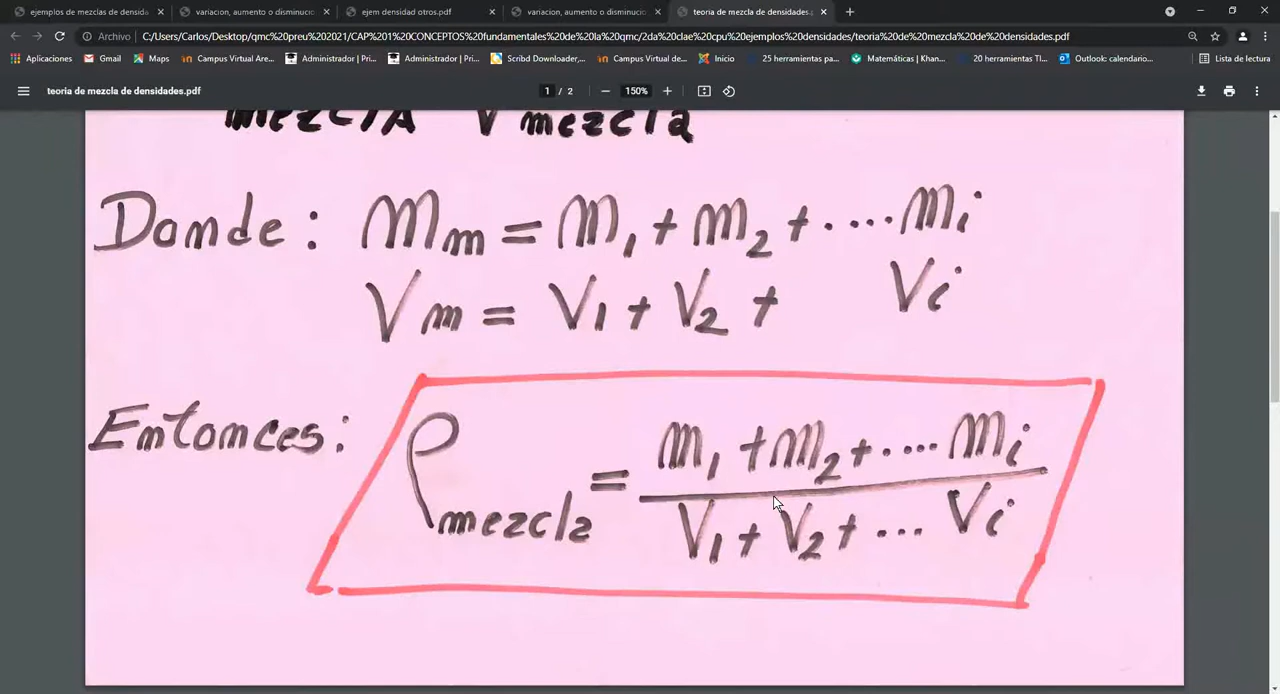 ejemplos de mezclas de densida
variacion, aumento o disminucio
ejem densidad otros.pdf
variacion, aumento o disminucio
teoria de mezcla de densidades.p
Archivo
C:/Users/Carlos/Desktop/qmc%20preu%202021/CAP%201%20CONCEPTOS%20fundamentales%20de%20la%20qmc/2da%20clae%20cpu%20ejemplos%20densidades/teoria%20de%20mezcla%20de%20densidades.pdf
Aplicaciones
Gmail
Maps
Campus Virtual Are...
Administrador | Pri...
Administrador | Pri...
Scribd Downloader,...
Campus Virtual de...
Inicio
25 herramientas pa...
Matemáticas | Khan...
20 herramientas TI...
Outlook: calendario...
Lista de lectura
teoria de mezcla de densidades.pdf
1 / 2
150%
mezclA Vmezcla
Donde: Mm = m1 + m2 + .... mi
Vm = V1 + V2 + Vi
Entonces: ρmezcla = m1 + m2 + .... mi
V1 + V2 + ... Vi